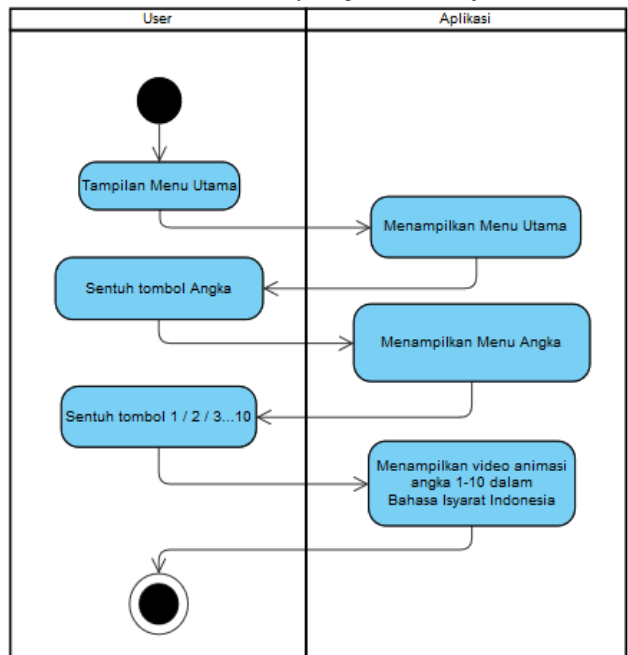 User
Aplikasi
Tampilan Menu Utama
Menampilkan Menu Utama
Sentuh tombol Angka
Menampilkan Menu Angka
Sentuh tombol 1 / 2 / 3...10
Menampilkan video animasi
angka 1-10 dalam
Bahasa Isyarat Indonesia